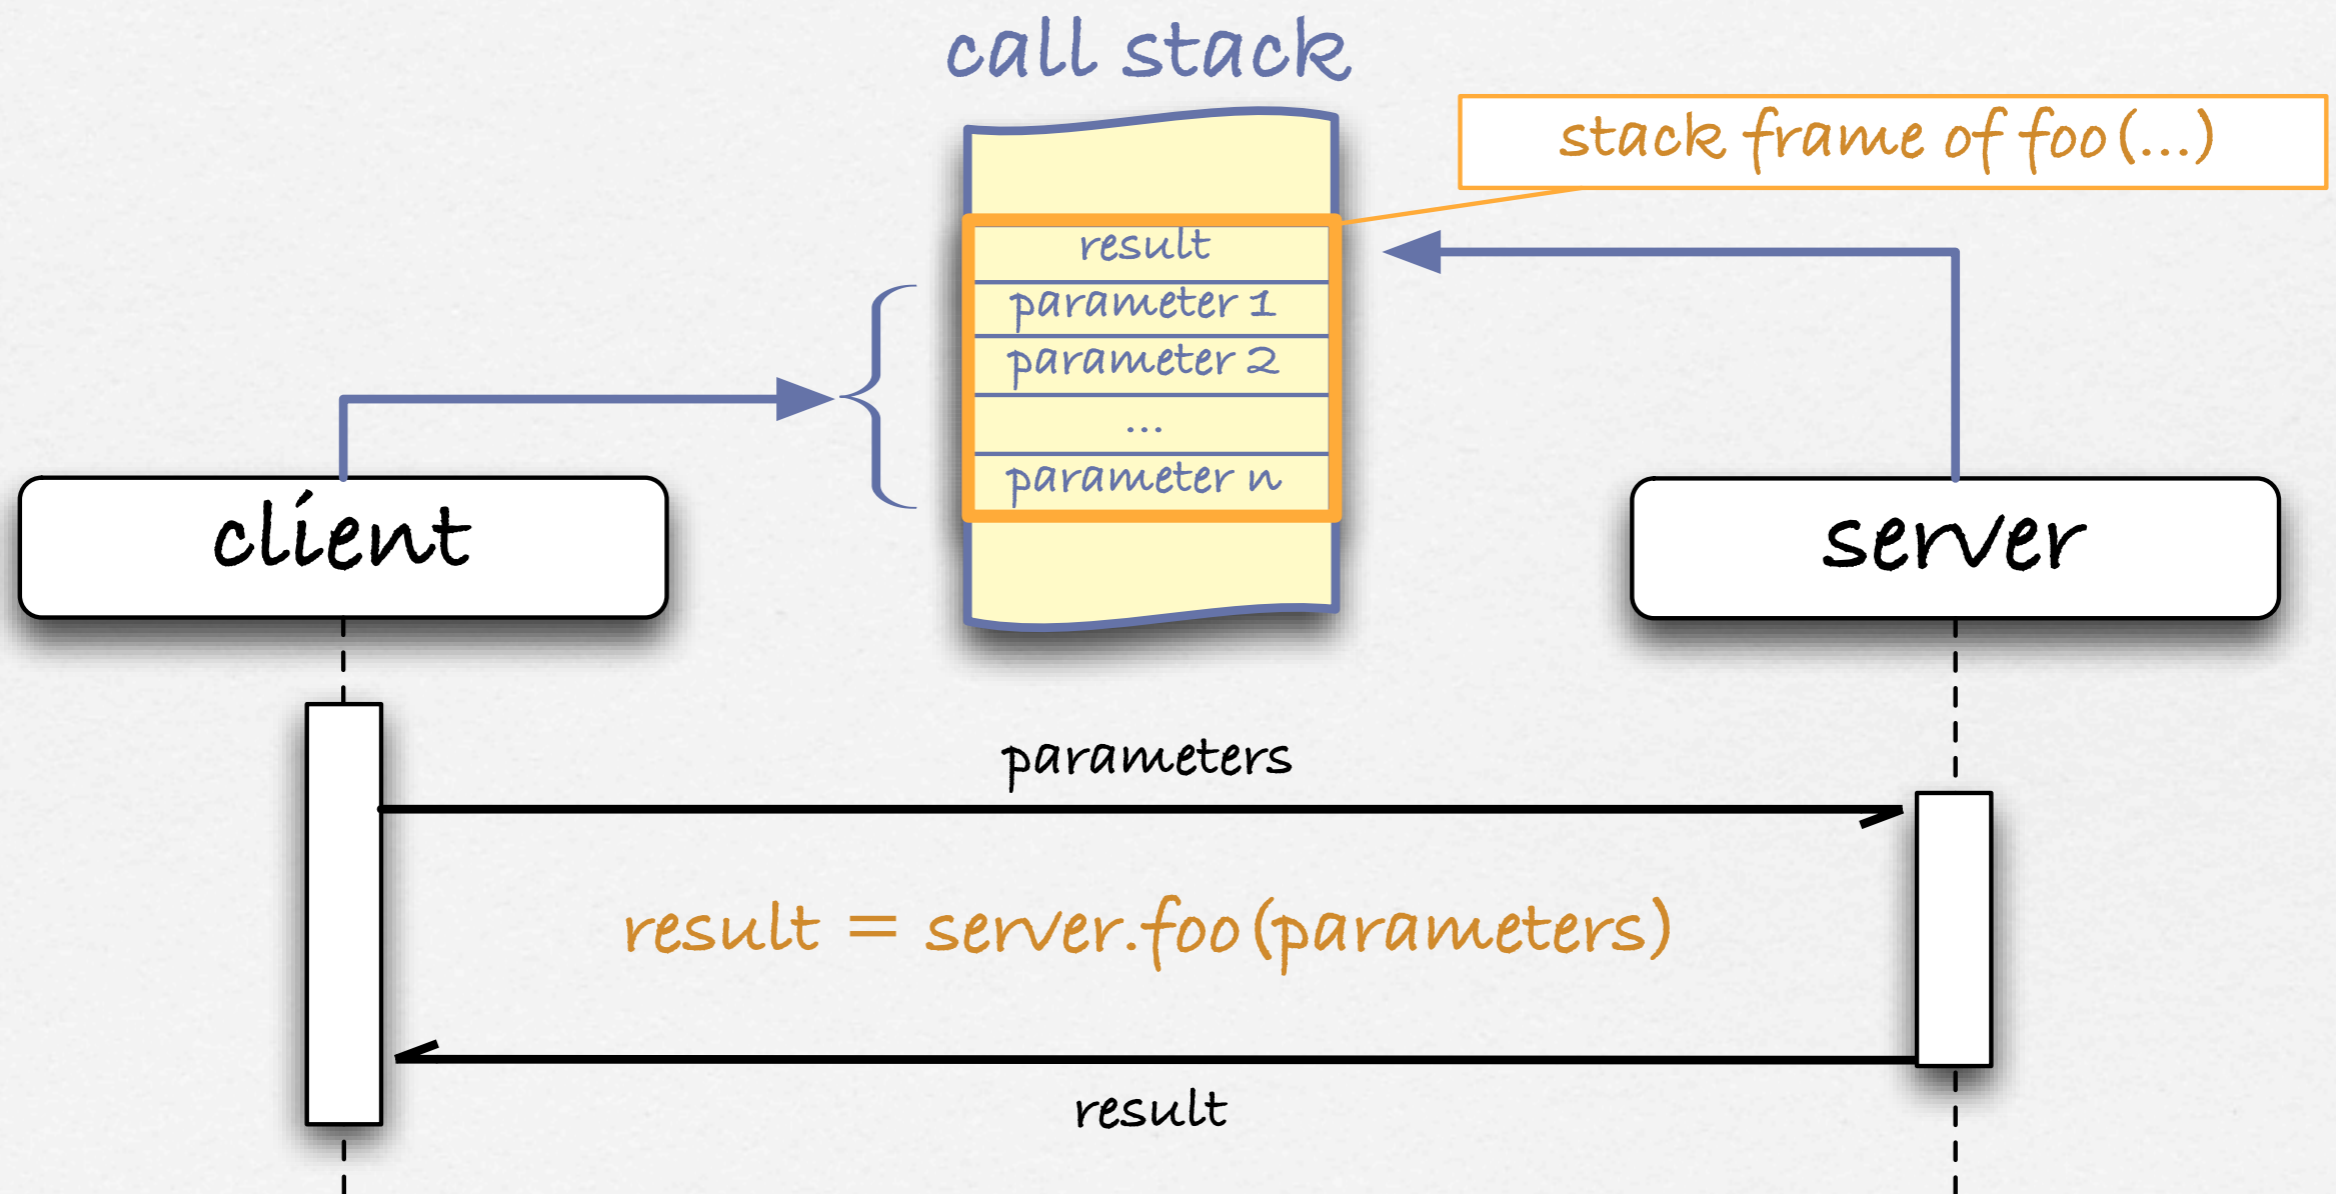 call stack
stack frame of foo(...)
result
parameter 1
parameter 2
...
parameter n
client
server
parameters
result = server.foo(parameters)
result